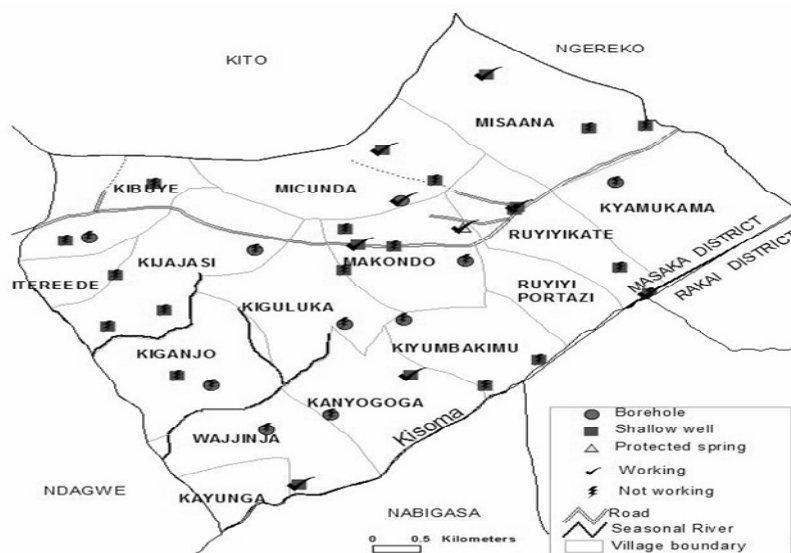 NGEREKO
KITO
MISAANA
KIBUYE
MICUNDA
KYAMUKAMA
RUYIYIKATE
MASAKA DISTRICT
RAKAI DISTRICT
KIJAJASI
MAKONDO
ITEREEDE
RUYIYI
PORTAZI
KIGULUKA
KIYUMBAKIMU
KIGANJO
KANYOGOGA
Kisoma
WAJJINJA
KAYUNGA
NDAGWE
NABIGASA
0 0.5 Kilometers
Borehole
Shallow well
Protected spring
Working
Not working
Road
Seasonal River
Village boundary